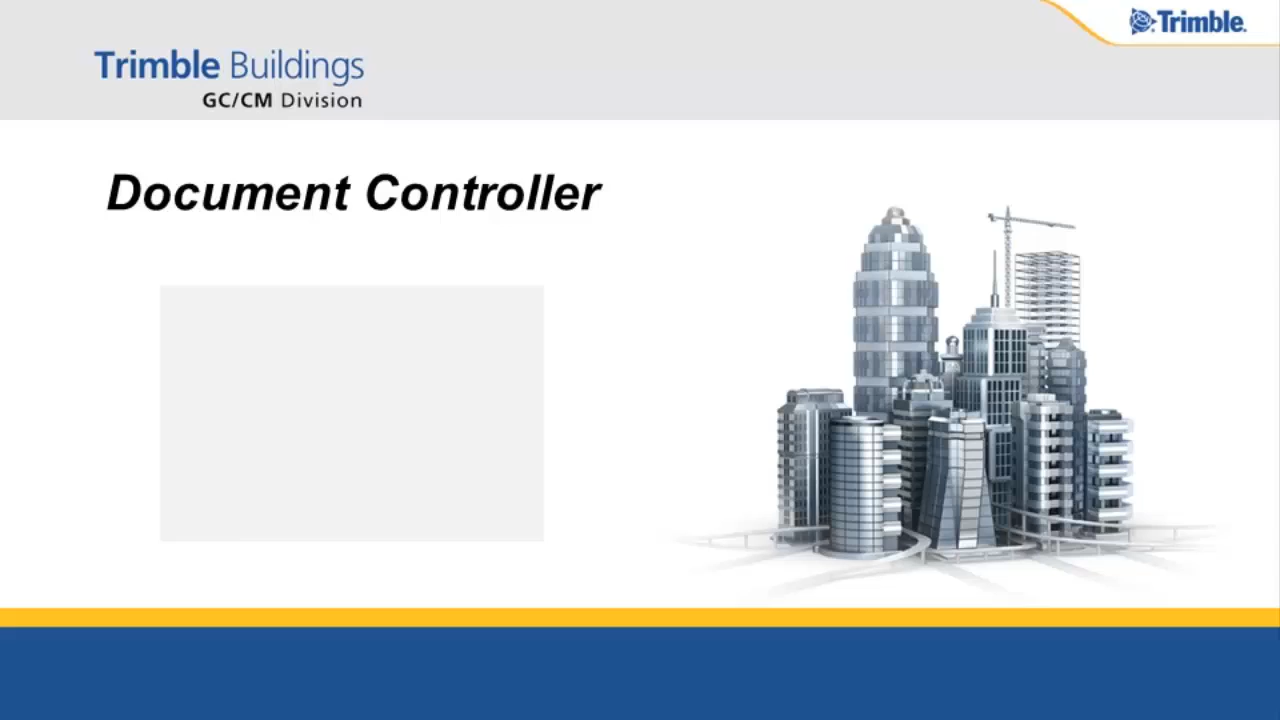 Trimble.
Trimble Buildings
GC/CM Division
Document Controller